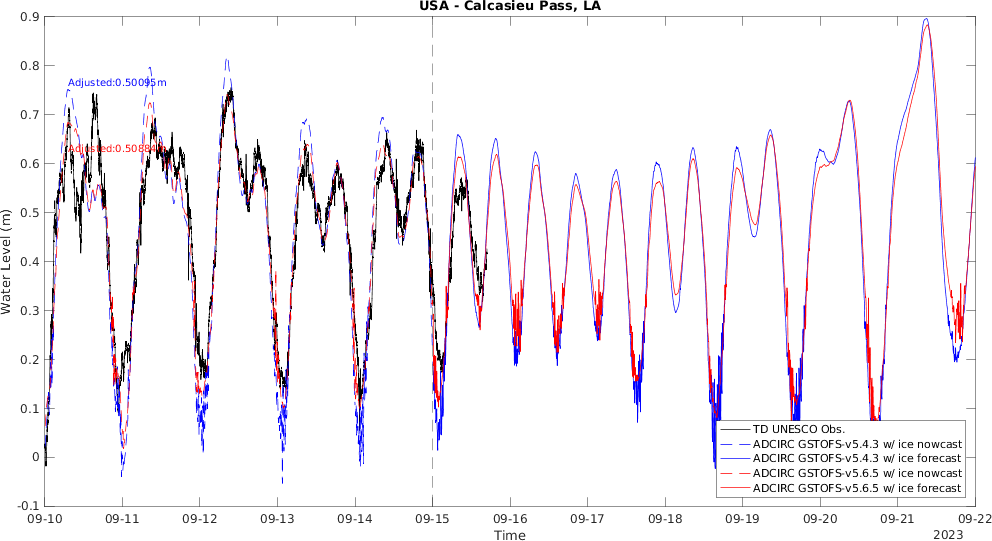 USA - Calcasieu Pass, LA
0.9
0.8
0.7
0.6
0.5
0.4
0.3
0.2
0.1
0
-0.1
Water Level (m)
Adjusted:0.50095m
TD UNESCO Obs.
ADCIRC GSTOFS-v5.4.3 w/ ice nowcast
ADCIRC GSTOFS-v5.4.3 w/ ice forecast
ADCIRC GSTOFS-v5.6.5 w/ ice nowcast
ADCIRC GSTOFS-v5.6.5 w/ ice forecast
09-10 09-11 09-12 09-13 09-14 09-15 09-16 09-17 09-18 09-19 09-20 09-21 09-22
Time
2023